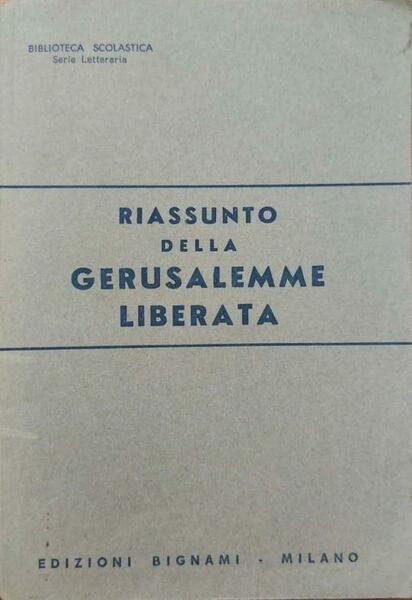 BIBLIOTECA SCOLASTICA
Serie Letteraria
RIASSUNTO
DELLA
GERUSALEMME
LIBERATA
EDIZIONI BIGNAMI - MILANO